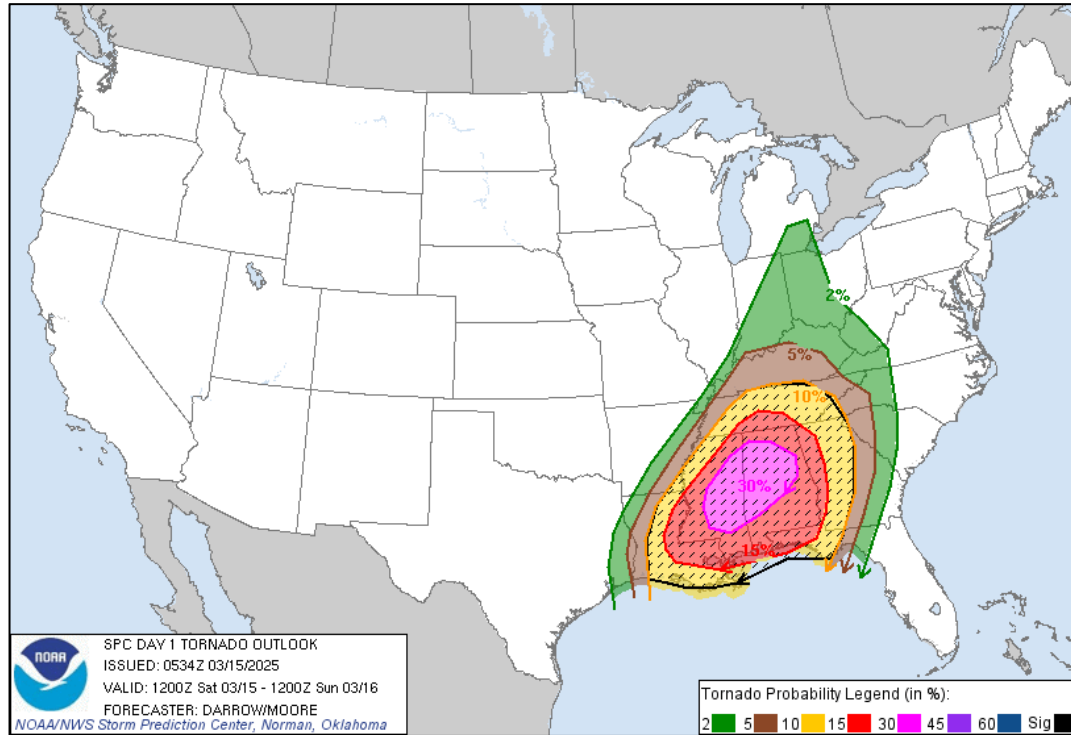 2%
5%
10%
30%
15%
NOAA
SPC DAY 1 TORNADO OUTLOOK
ISSUED: 0534Z 03/15/2025
VALID: 1200Z Sat 03/15 - 1200Z Sun 03/16
FORECASTER: DARROW/MOORE
NOAA/NWS Storm Prediction Center, Norman, Oklahoma
Tornado Probability Legend (in %):
2 5 10 15 30 45 60 Sig